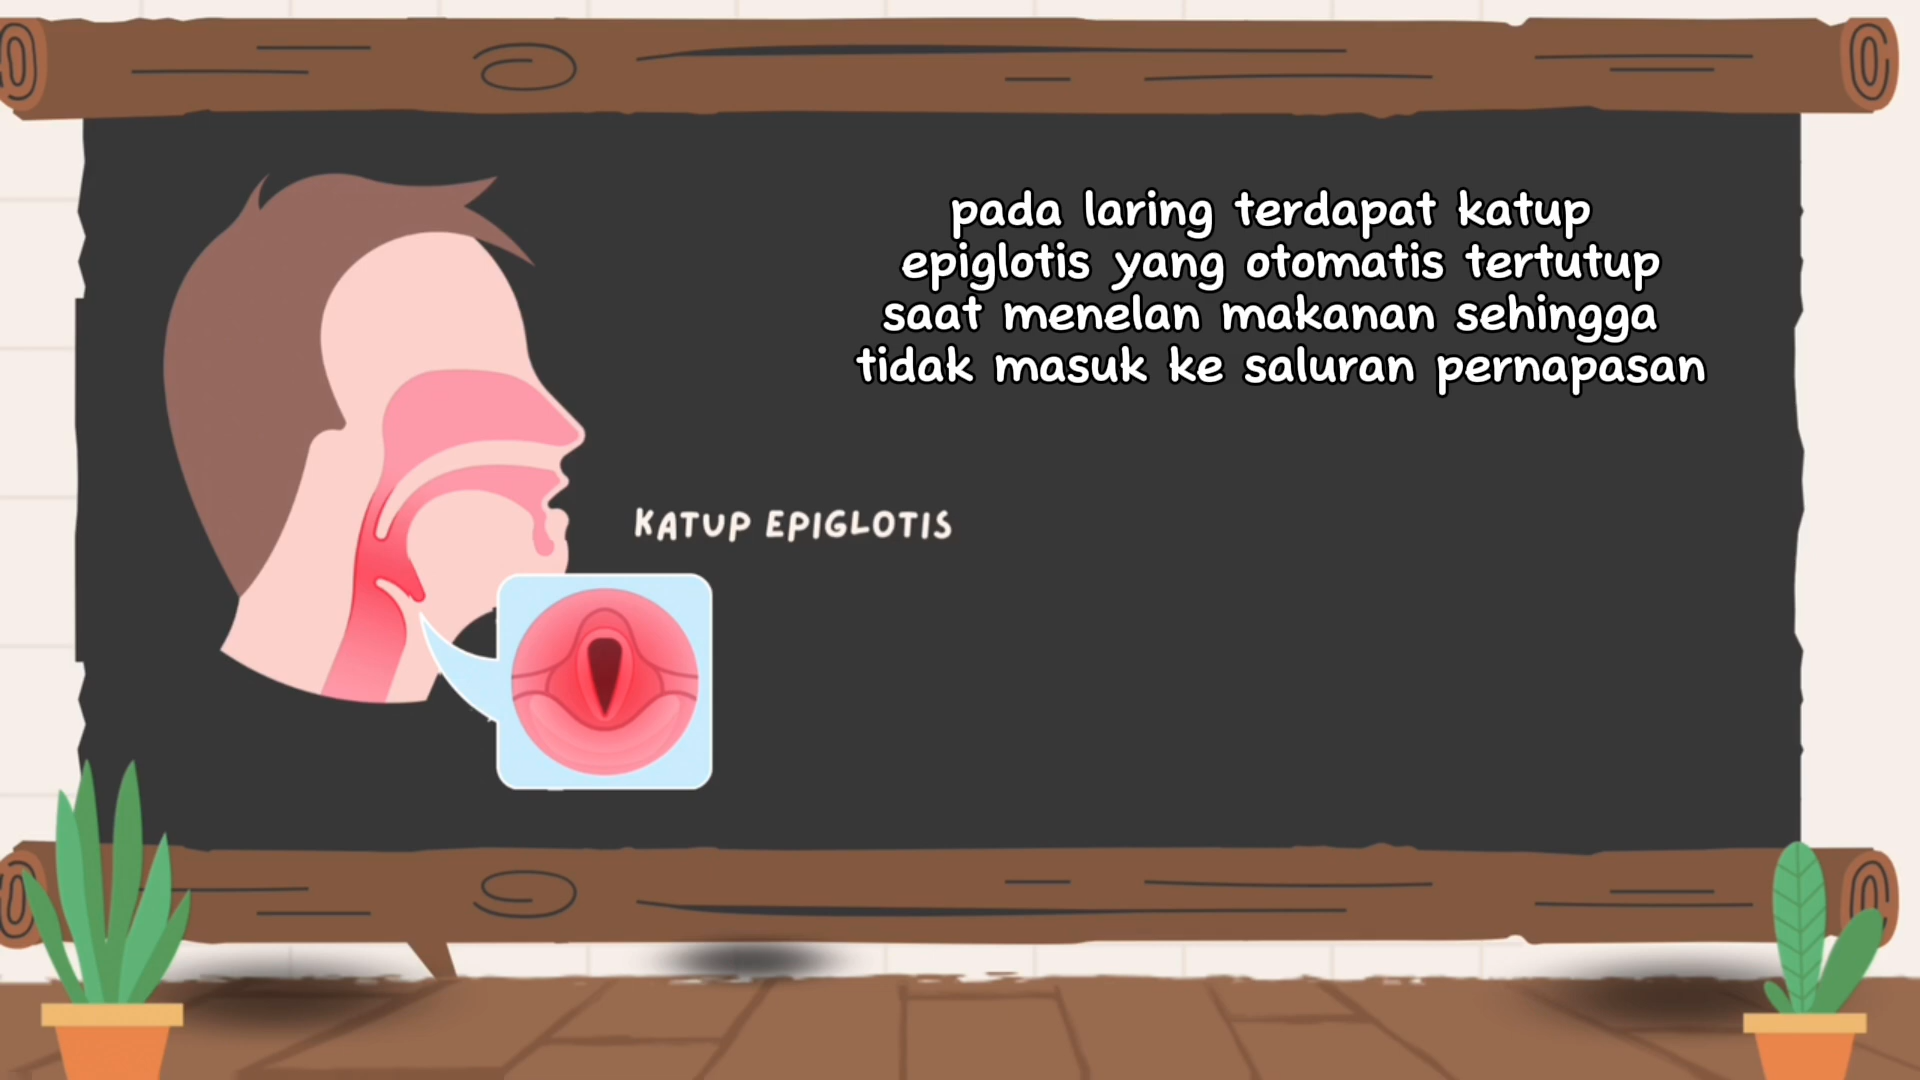 pada laring terdapat katup
epiglotis yang otomatis tertutup
saat menelan makanan sehingga
tidak masuk ke saluran pernapasan
KATUP EPIGLOTIS